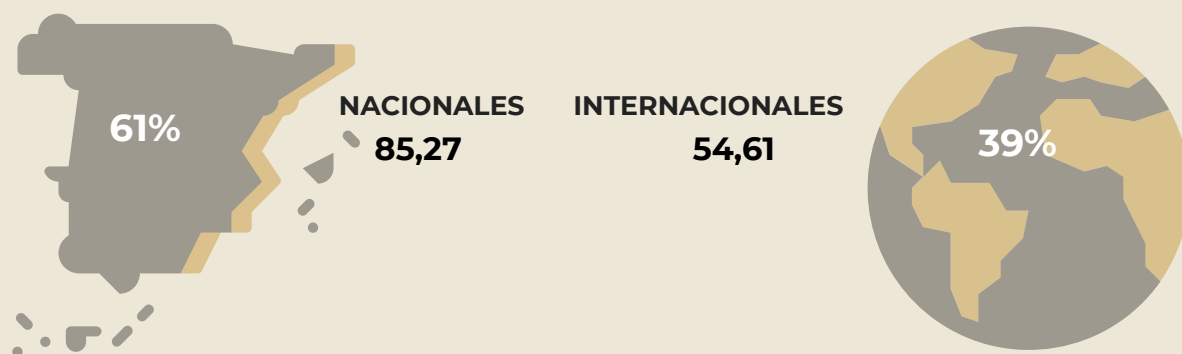 61%
NACIONALES
85,27
INTERNACIONALES
54,61
39%